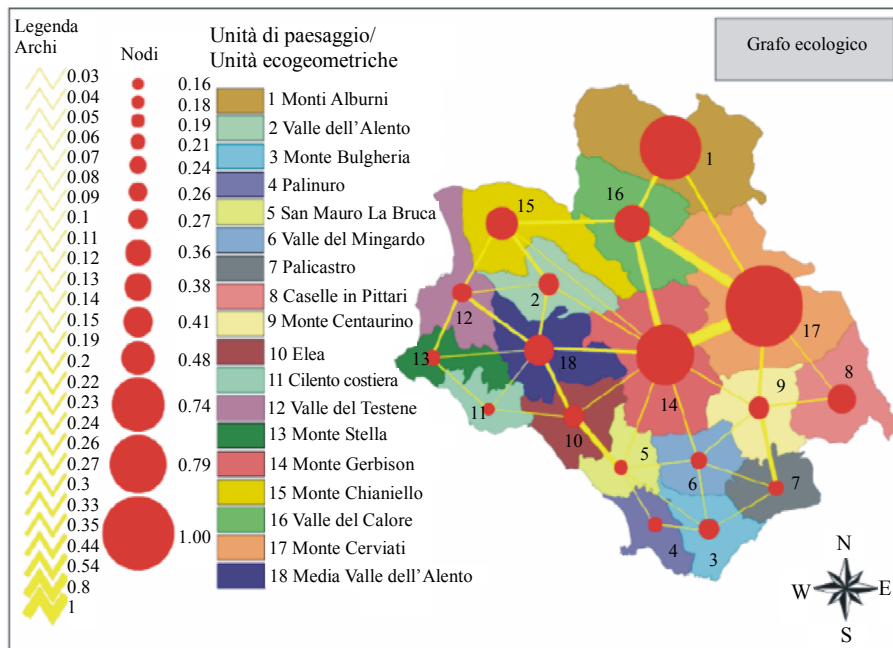 Legenda
Archi
Nodi
Unità di paesaggio/
Unità ecogeometriche
Grafo ecologico
0.03
0.04
0.05
0.06
0.07
0.08
0.09
0.1
0.11
0.12
0.13
0.14
0.15
0.19
0.2
0.22
0.23
0.24
0.26
0.27
0.3
0.33
0.35
0.44
0.54
0.8
1
0.16
0.18
0.19
0.21
0.24
0.26
0.27
0.36
0.38
0.41
0.48
0.74
0.79
1.00
1 Monti Alburni
2 Valle dell'Alento
3 Monte Bulgheria
4 Palinuro
5 San Mauro La Bruca
6 Valle del Mingardo
7 Palicastro
8 Caselle in Pittari
9 Monte Centaurino
10 Elea
11 Cilento costiera
12 Valle del Testene
13 Monte Stella
14 Monte Gerbison
15 Monte Chianiello
16 Valle del Calore
17 Monte Cerviati
18 Media Valle dell'Alento
1
16
15
2
12
17
13
18
8
14
9
11
10
5
6
7
4
3
N
W
E
S